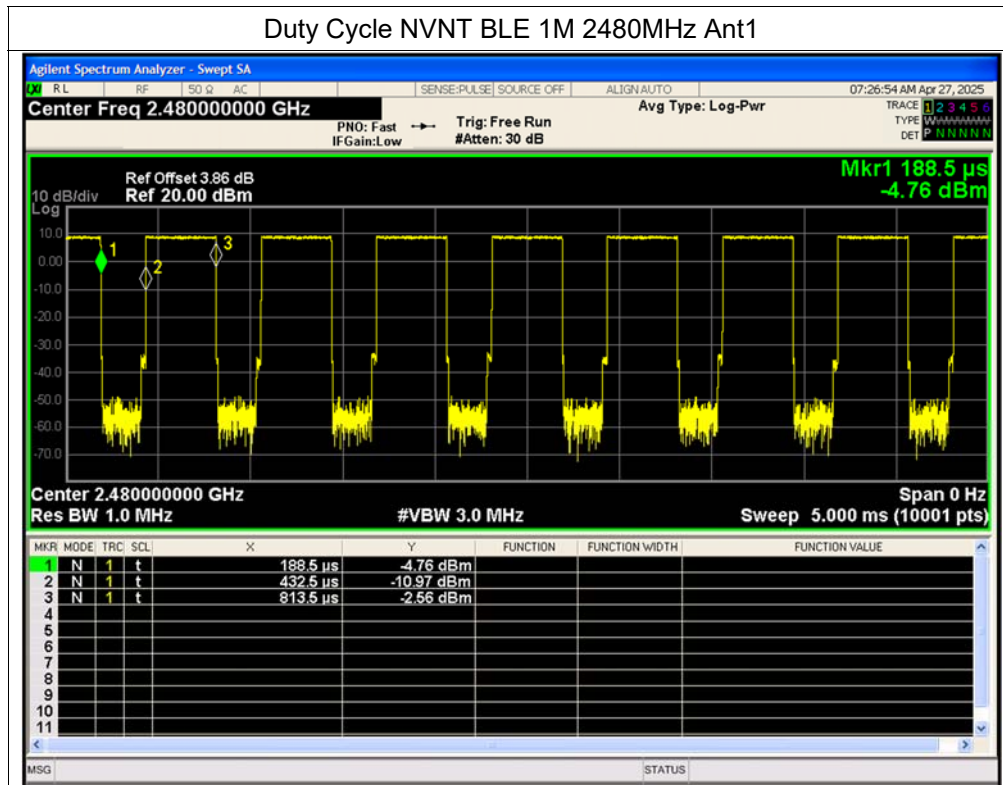 Duty Cycle NVNT BLE 1M 2480MHz Ant1
Agilent Spectrum Analyzer - Swept SA
RL RF 50 Ω AC SENSE:PULSE SOURCE OFF ALIGN AUTO 07:26:54 AM Apr 27, 2025
Center Freq 2.480000000 GHz Avg Type: Log-Pwr TRACE 1 2 3 4 5 6
PNO: Fast Trig: Free Run TYPE WWWWWW
IFGain:Low #Atten: 30 dB DET P N N N N N
Mkr1 188.5 µs
Ref Offset 3.86 dB -4.76 dBm
10 dB/div Ref 20.00 dBm
Log
10.0
0.00
-10.0
-20.0
-30.0
-40.0
-50.0
-60.0
-70.0
1
2
3
Center 2.480000000 GHz Span 0 Hz
Res BW 1.0 MHz #VBW 3.0 MHz Sweep 5.000 ms (10001 pts)
MKR MODE TRC SCL X Y FUNCTION FUNCTION WIDTH FUNCTION VALUE
1 N 1 t 188.5 µs -4.76 dBm
2 N 1 t 432.5 µs -10.97 dBm
3 N 1 t 813.5 µs -2.56 dBm
4
5
6
7
8
9
10
11
MSG STATUS